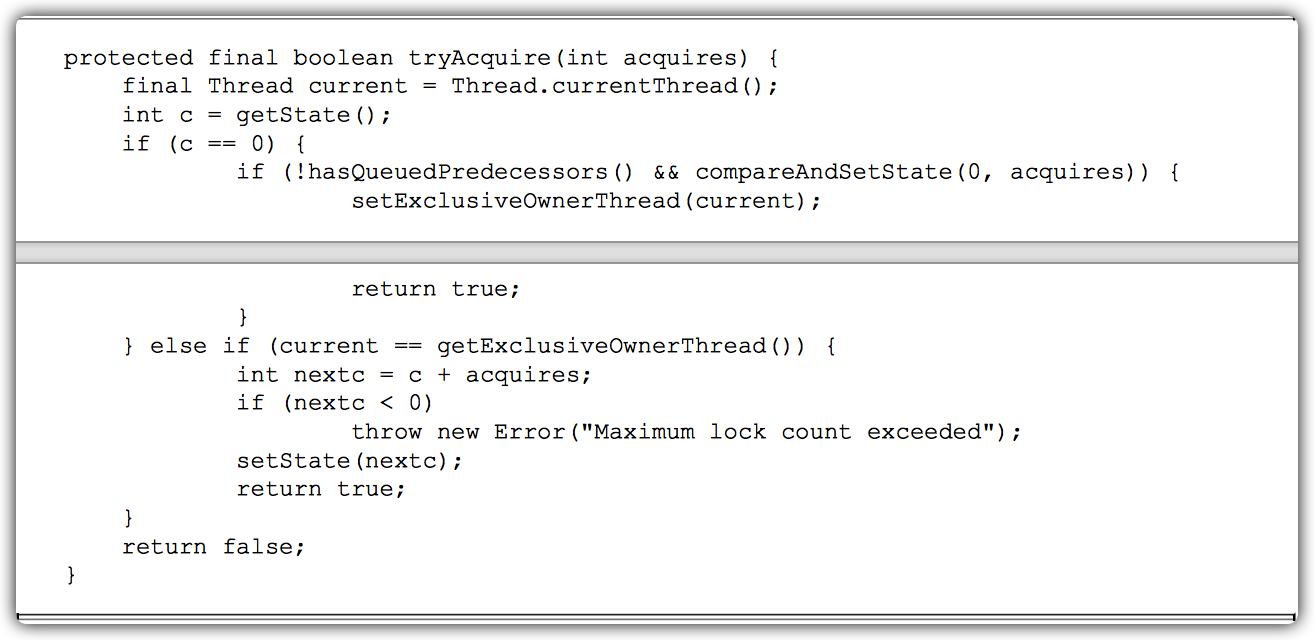 protected final boolean tryAcquire(int acquires) {
    final Thread current = Thread.currentThread();
    int c = getState();
    if (c == 0) {
            if (!hasQueuedPredecessors() && compareAndSetState(0, acquires)) {
                    setExclusiveOwnerThread(current);
                    return true;
            }
    } else if (current == getExclusiveOwnerThread()) {
            int nextc = c + acquires;
            if (nextc < 0)
                    throw new Error("Maximum lock count exceeded");
            setState(nextc);
            return true;
    }
    return false;
}